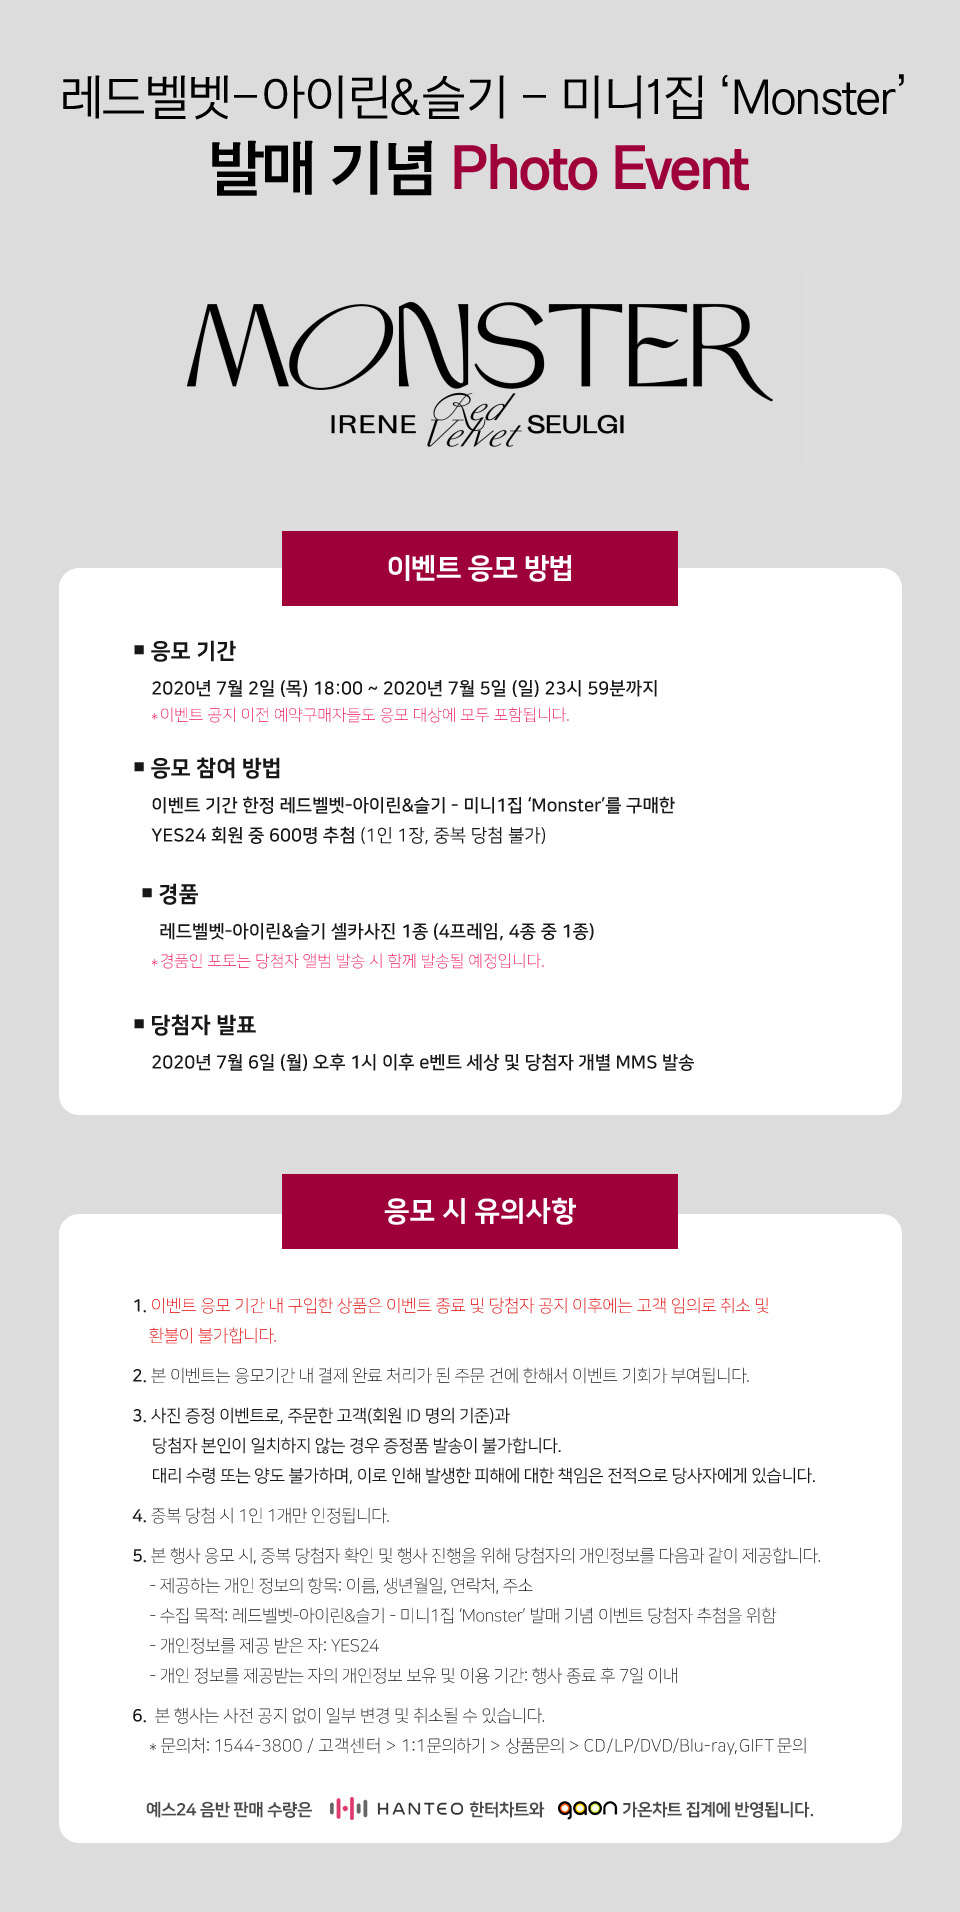 레드벨벳-아이린&슬기 - 미니1집 ‘Monster’
발매 기념 Photo Event
MONSTER
IRENE Red Velvet SEULGI
이벤트 응모 방법
■ 응모 기간
2020년 7월 2일 (목) 18:00 ~ 2020년 7월 5일 (일) 23시 59분까지
*이벤트 공지 이전 예약구매자들도 응모 대상에 모두 포함됩니다.
■ 응모 참여 방법
이벤트 기간 한정 레드벨벳-아이린&슬기 - 미니1집 ‘Monster’를 구매한
YES24 회원 중 600명 추첨 (1인 1장, 중복 당첨 불가)
■ 경품
레드벨벳-아이린&슬기 셀카사진 1종 (4프레임, 4종 중 1종)
*경품인 포토는 당첨자 앨범 발송 시 함께 발송될 예정입니다.
■ 당첨자 발표
2020년 7월 6일 (월) 오후 1시 이후 e벤트 세상 및 당첨자 개별 MMS 발송
응모 시 유의사항
1. 이벤트 응모 기간 내 구입한 상품은 이벤트 종료 및 당첨자 공지 이후에는 고객 임의로 취소 및
환불이 불가합니다.
2. 본 이벤트는 응모기간 내 결제 완료 처리가 된 주문 건에 한해서 이벤트 기회가 부여됩니다.
3. 사진 증정 이벤트로, 주문한 고객(회원 ID 명의 기준)과
당첨자 본인이 일치하지 않는 경우 증정품 발송이 불가합니다.
대리 수령 또는 양도 불가하며, 이로 인해 발생한 피해에 대한 책임은 전적으로 당사자에게 있습니다.
4. 중복 당첨 시 1인 1개만 인정됩니다.
5. 본 행사 응모 시, 중복 당첨자 확인 및 행사 진행을 위해 당첨자의 개인정보를 다음과 같이 제공합니다.
- 제공하는 개인 정보의 항목: 이름, 생년월일, 연락처, 주소
- 수집 목적: 레드벨벳-아이린&슬기 - 미니1집 ‘Monster’ 발매 기념 이벤트 당첨자 추첨을 위함
- 개인정보를 제공 받은 자: YES24
- 개인 정보를 제공받는 자의 개인정보 보유 및 이용 기간: 행사 종료 후 7일 이내
6. 본 행사는 사전 공지 없이 일부 변경 및 취소될 수 있습니다.
* 문의처: 1544-3800 / 고객센터 > 1:1문의하기 > 상품문의 > CD/LP/DVD/Blu-ray,GIFT 문의
예스24 음반 판매 수량은 HANTEO 한터차트와 gaon 가온차트 집계에 반영됩니다.